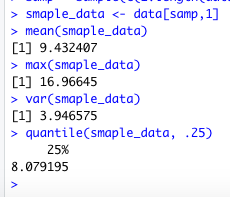 > smaple_data <- data[samp,1]
> mean(smaple_data)
[1] 9.432407
> max(smaple_data)
[1] 16.96645
> var(smaple_data)
[1] 3.946575
> quantile(smaple_data, .25)
25%
8.079195
>